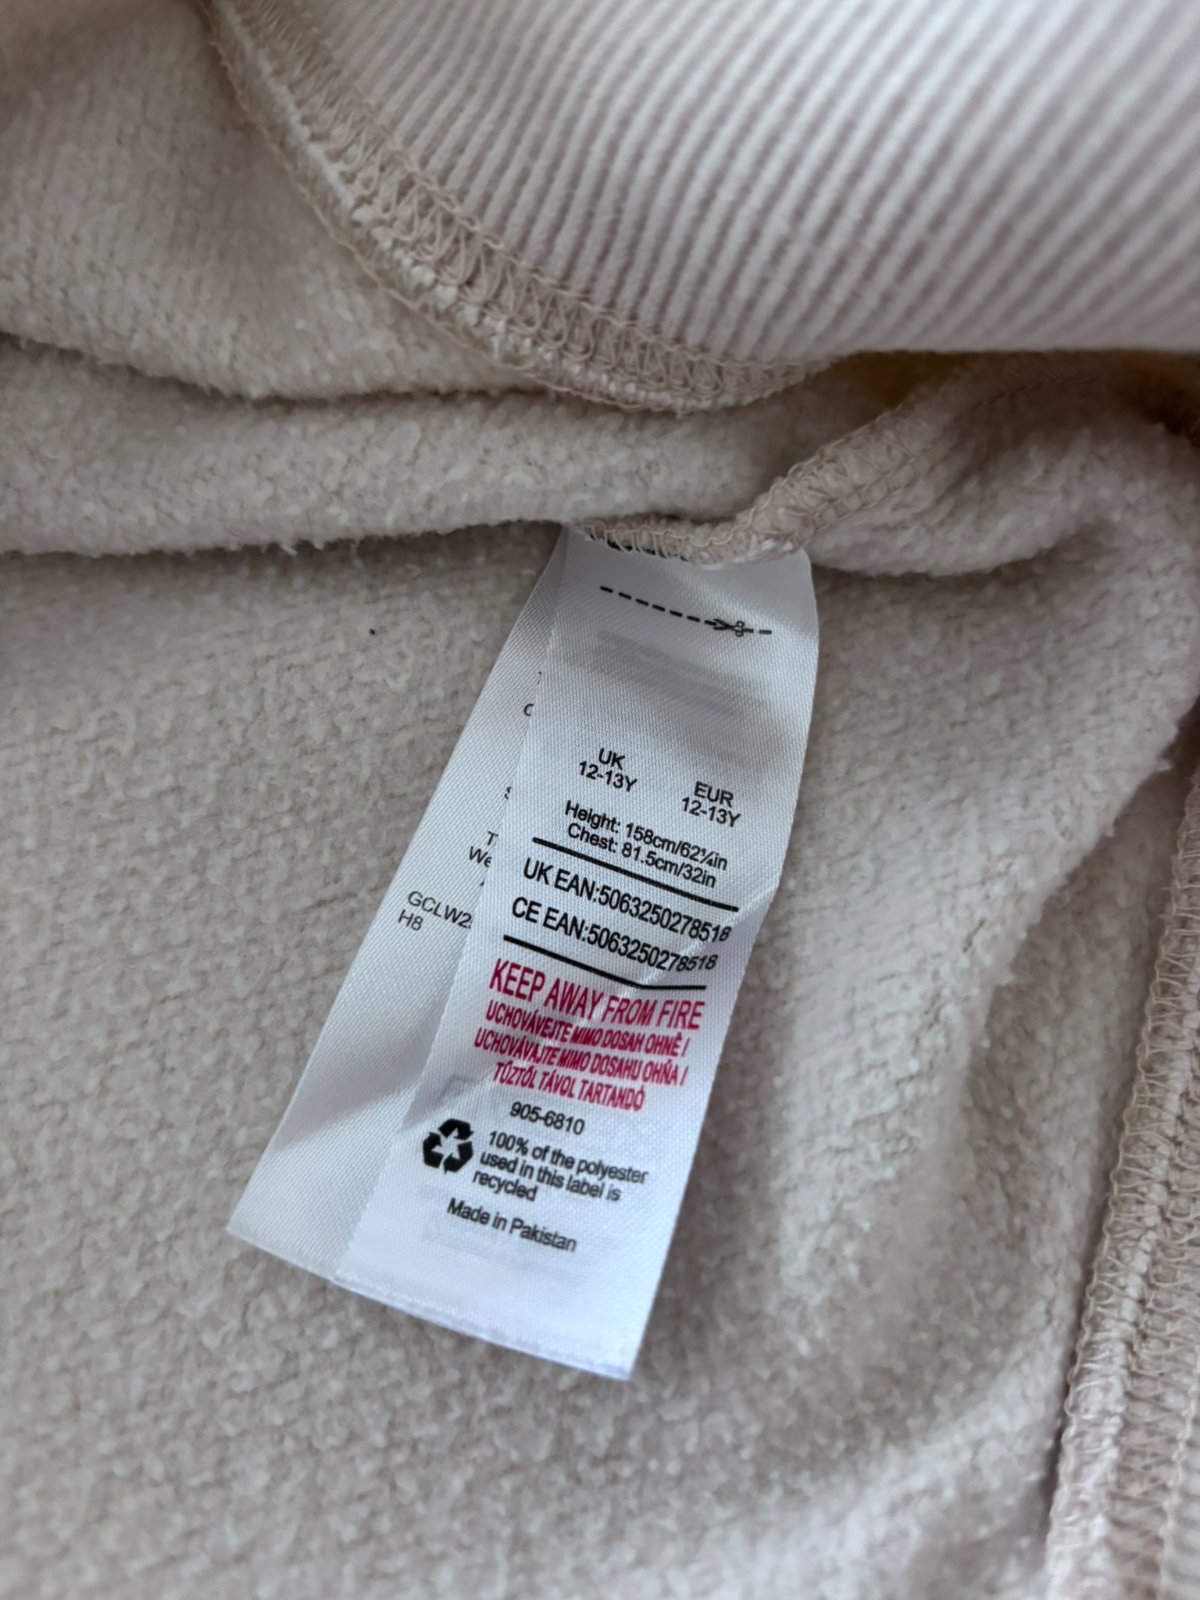 UK
12-13Y
EUR
12-13Y
Height: 158cm/62¼in
Chest: 81.5cm/32in
UK EAN:5063250278518
CE EAN:5063250278518
KEEP AWAY FROM FIRE
UCHOVÁVEJTE MIMO DOSAH OHNĚ /
UCHOVÁVAJTE MIMO DOSAHU OHŇA /
TŰZTŐL TÁVOL TARTANDÓ
905-6810
100% of the polyester
used in this label is
recycled
Made in Pakistan
H8